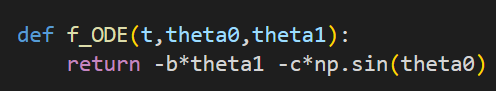 def f_ODE(t,theta0,theta1):
    return -b*theta1 -c*np.sin(theta0)